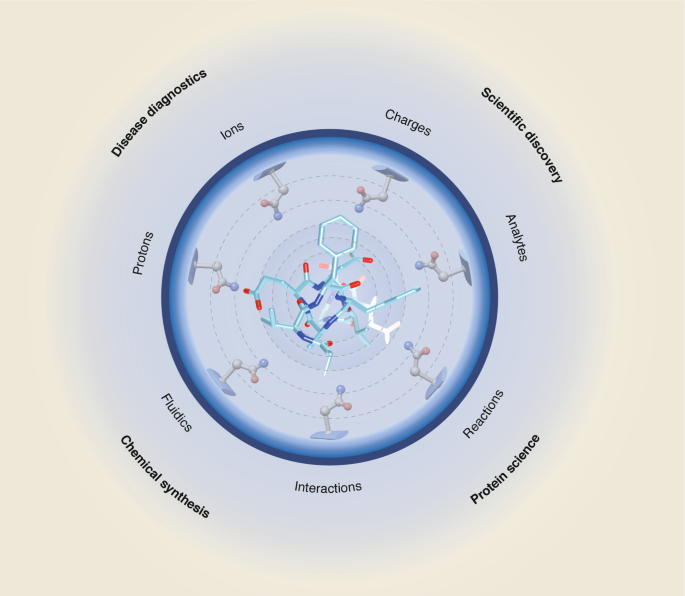 Disease diagnostics
Scientific discovery
Ions
Charges
Protons
Analytes
Fluidics
Reactions
Interactions
Chemical synthesis
Protein science